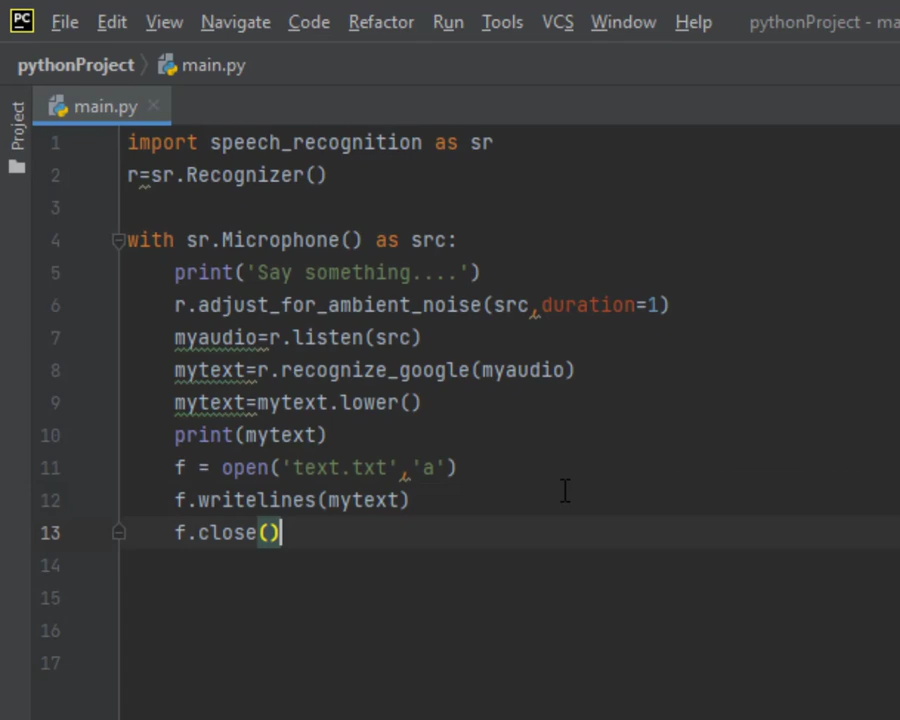 PC File Edit View Navigate Code Refactor Run Tools VCS Window Help pythonProject - ma
pythonProject main.py
main.py
Project
1 import speech_recognition as sr
2 r=sr.Recognizer()
3
4 with sr.Microphone() as src:
5 print('Say something....')
6 r.adjust_for_ambient_noise(src,duration=1)
7 myaudio=r.listen(src)
8 mytext=r.recognize_google(myaudio)
9 mytext=mytext.lower()
10 print(mytext)
11 f = open('text.txt','a')
12 f.writelines(mytext)
13 f.close()
14
15
16
17